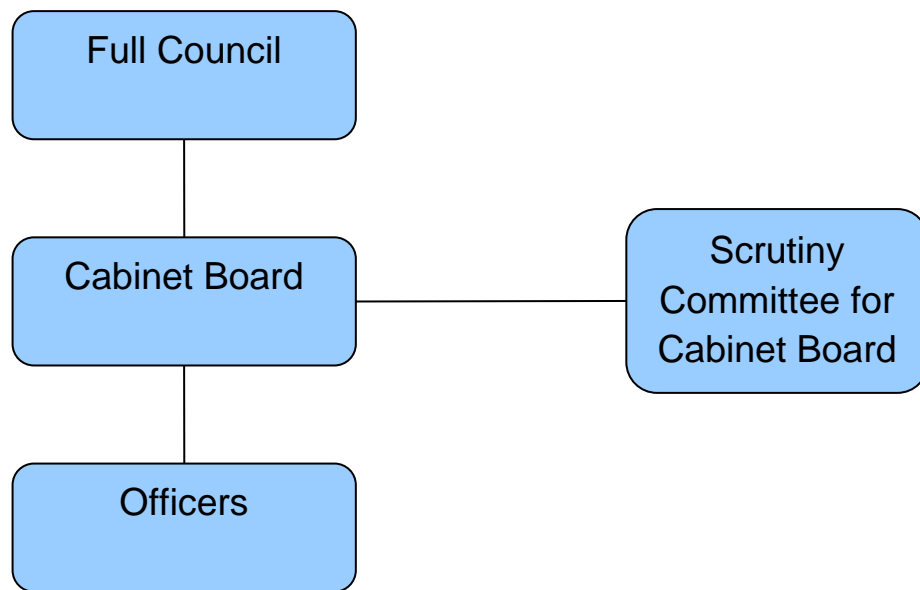 Full Council
Cabinet Board
Scrutiny
Committee for
Cabinet Board
Officers